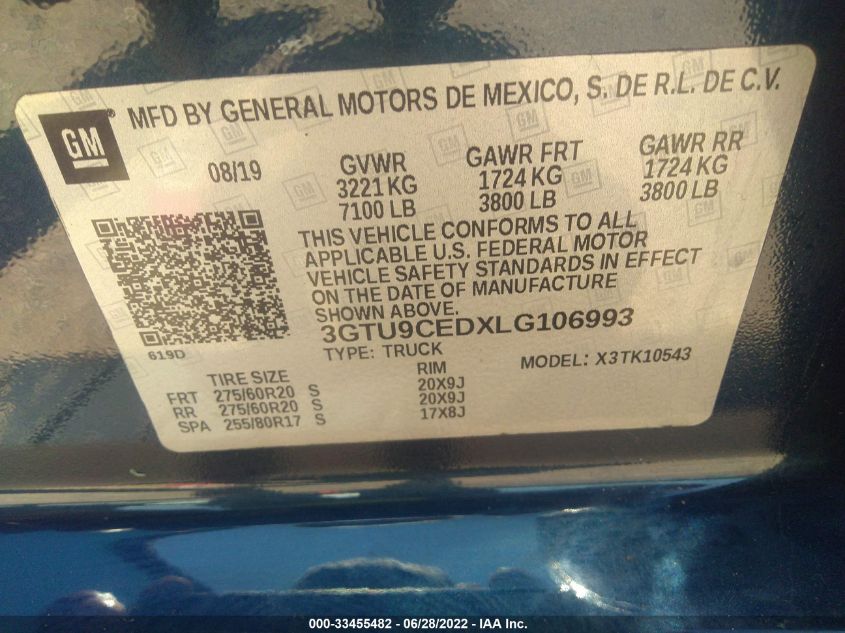 MFD BY GENERAL MOTORS DE MEXICO, S. DE R.L. DE C.V.
GM
08/19 GVWR GAWR FRT GAWR RR
3221 KG 1724 KG 1724 KG
7100 LB 3800 LB 3800 LB
THIS VEHICLE CONFORMS TO ALL
APPLICABLE U.S. FEDERAL MOTOR
VEHICLE SAFETY STANDARDS IN EFFECT
ON THE DATE OF MANUFACTURE
SHOWN ABOVE.
3GTU9CEDXLG106993
619D
TYPE: TRUCK MODEL: X3TK10543
TIRE SIZE RIM
FRT 275/60R20 S 20X9J
RR 275/60R20 S 20X9J
SPA 255/80R17 S 17X8J
000-33455482 - 06/28/2022 - IAA Inc.